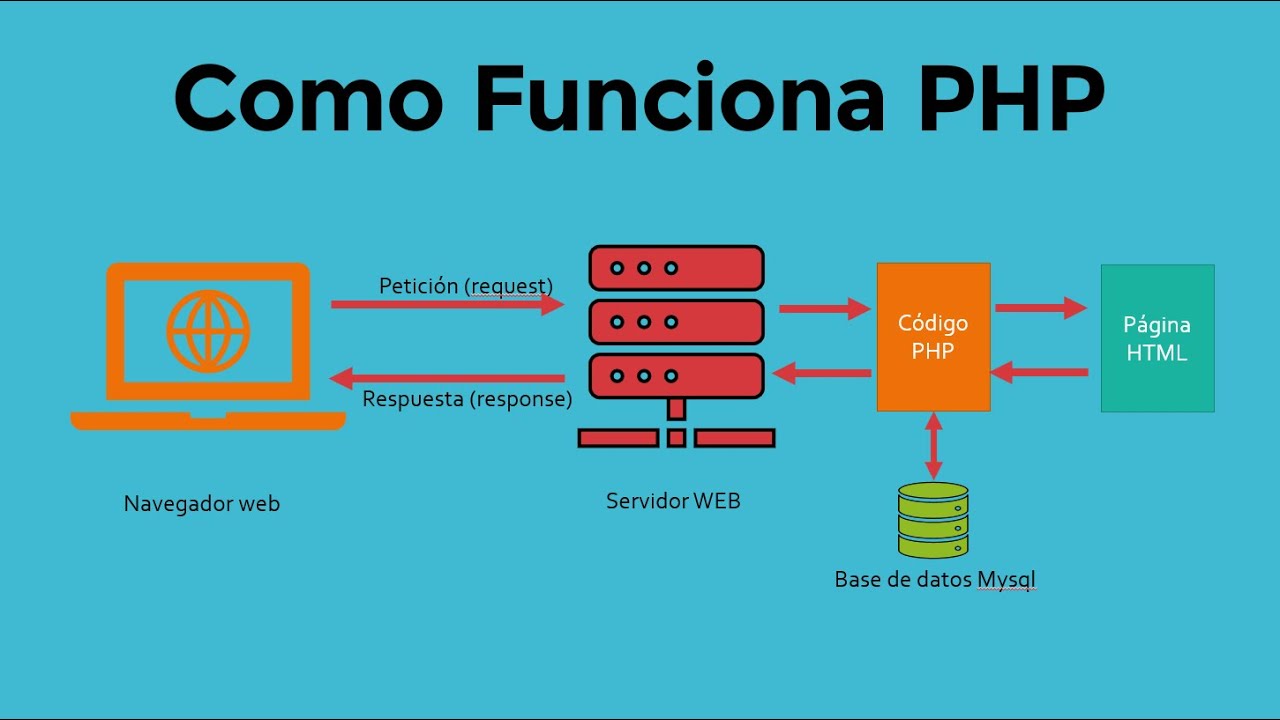 Como Funciona PHP
Petición (request)
Respuesta (response)
Código
PHP
Página
HTML
Navegador web
Servidor WEB
Base de datos Mysql